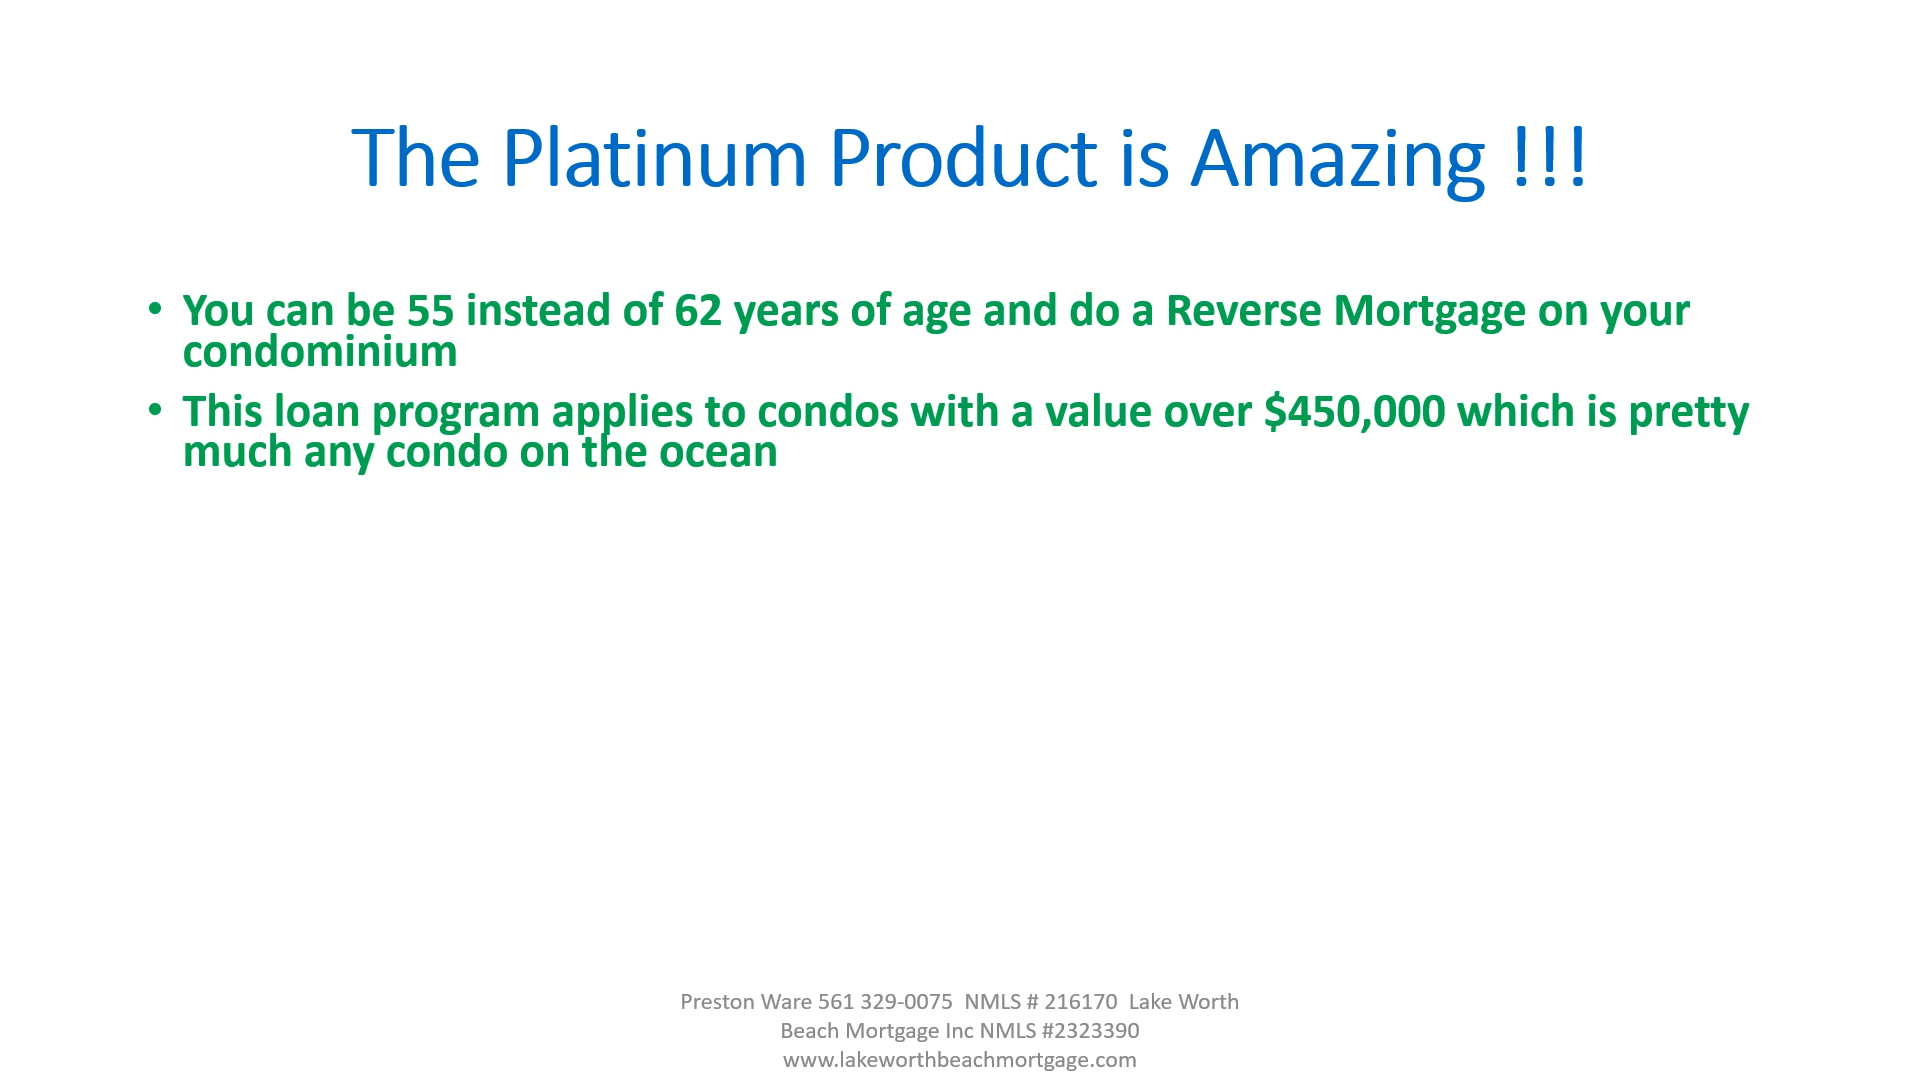 The Platinum Product is Amazing !!!
• You can be 55 instead of 62 years of age and do a Reverse Mortgage on your
condominium
• This loan program applies to condos with a value over $450,000 which is pretty
much any condo on the ocean
Preston Ware 561 329-0075  NMLS # 216170  Lake Worth
Beach Mortgage Inc NMLS #2323390
www.lakeworthbeachmortgage.com